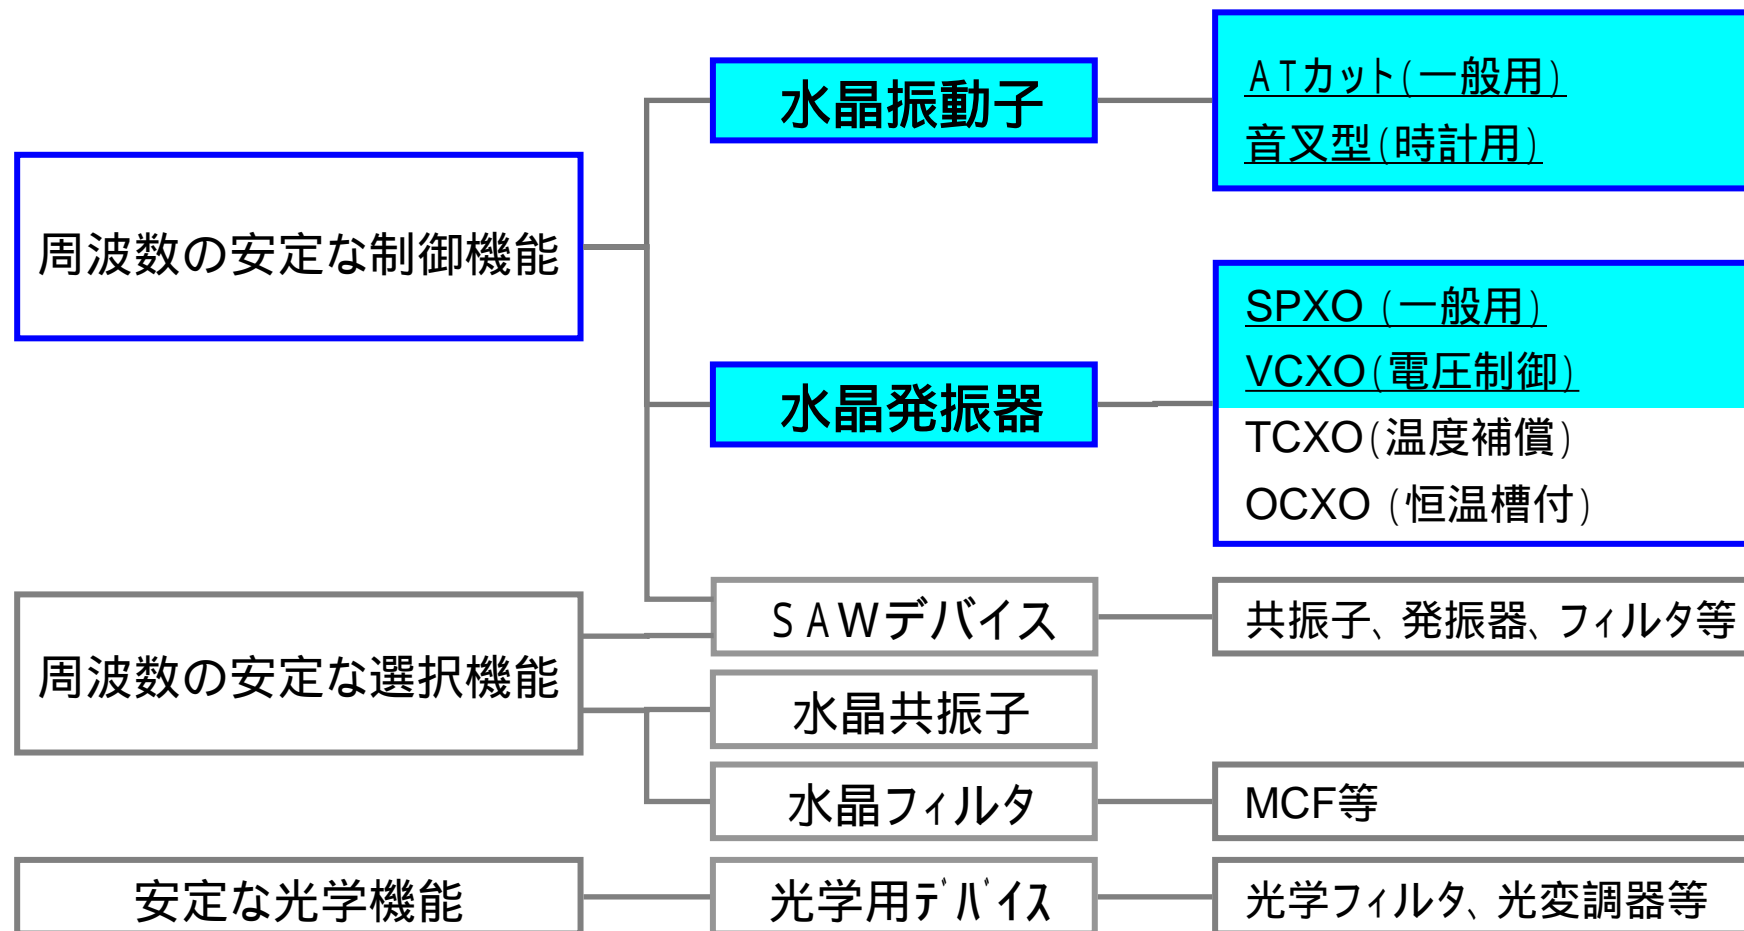 周波数の安定な制御機能
水晶振動子
ATカット(一般用)
音叉型(時計用)
水晶発振器
SPXO (一般用)
VCXO(電圧制御)
TCXO(温度補償)
OCXO (恒温槽付)
周波数の安定な選択機能
SAWデバイス
共振子、発振器、フィルタ等
水晶共振子
水晶フィルタ
MCF等
安定な光学機能
光学用デバイス
光学フィルタ、光変調器等